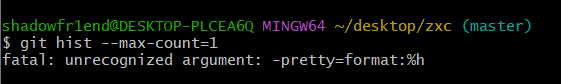 shadowfr1end@DESKTOP-PLCEA6Q MINGW64 ~/desktop/zxc (master)
$ git hist --max-count=1
fatal: unrecognized argument: -pretty=format:%h